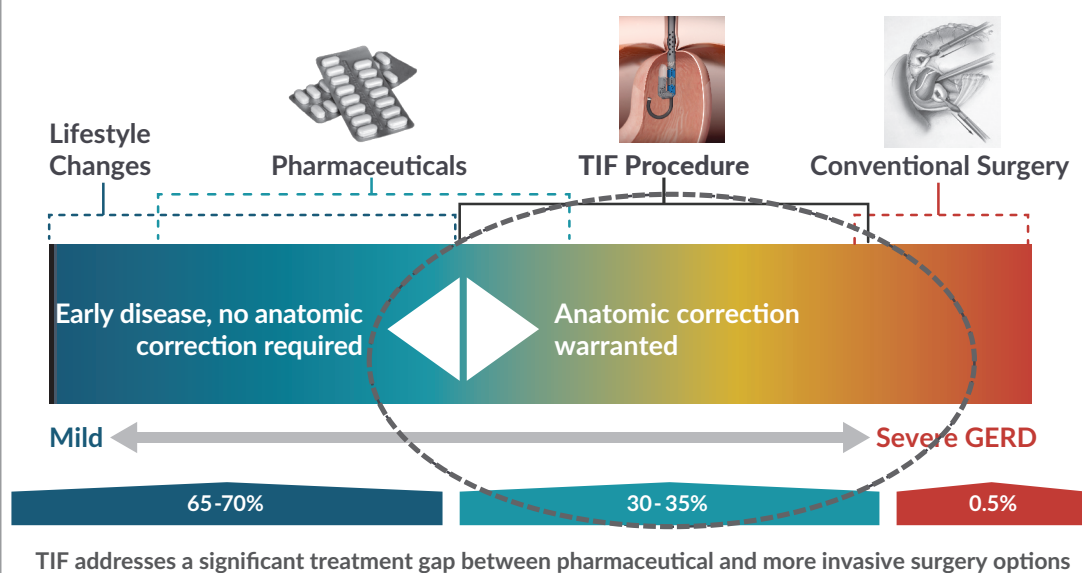 Lifestyle
Changes
Pharmaceuticals
TIF Procedure
Conventional Surgery
Early disease, no anatomic
correction required
Anatomic correction
warranted
Mild
Severe GERD
65-70%
30-35%
0.5%
TIF addresses a significant treatment gap between pharmaceutical and more invasive surgery options